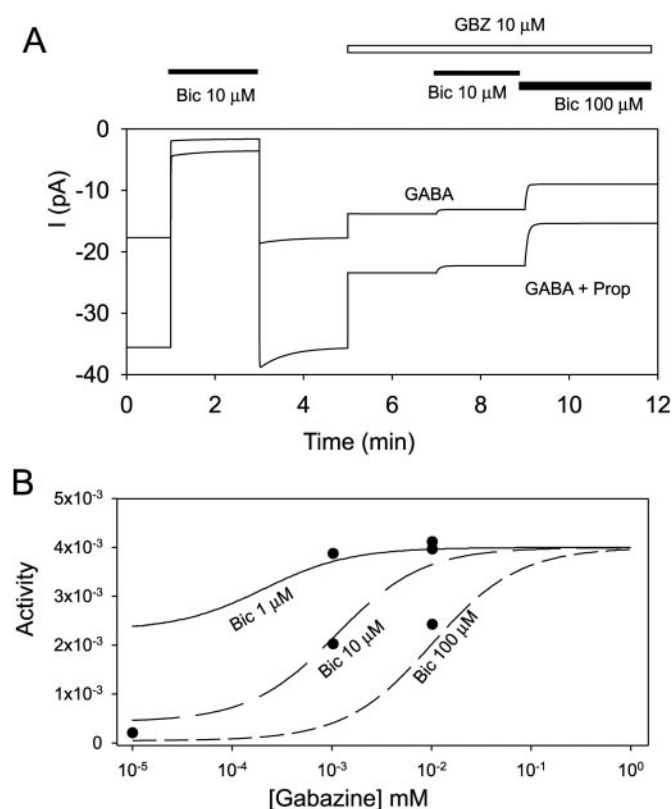 A
GBZ 10 μM
Bic 10 μM
Bic 10 μM
Bic 100 μM
0
-10
-20
-30
-40
I (pA)
GABA
GABA + Prop
0 2 4 6 8 10 12
Time (min)
B
5x10⁻³
4x10⁻³
3x10⁻³
2x10⁻³
1x10⁻³
0
Activity
Bic 1 μM
Bic 10 μM
Bic 100 μM
10⁻⁵ 10⁻⁴ 10⁻³ 10⁻² 10⁻¹ 10⁰
[Gabazine] mM